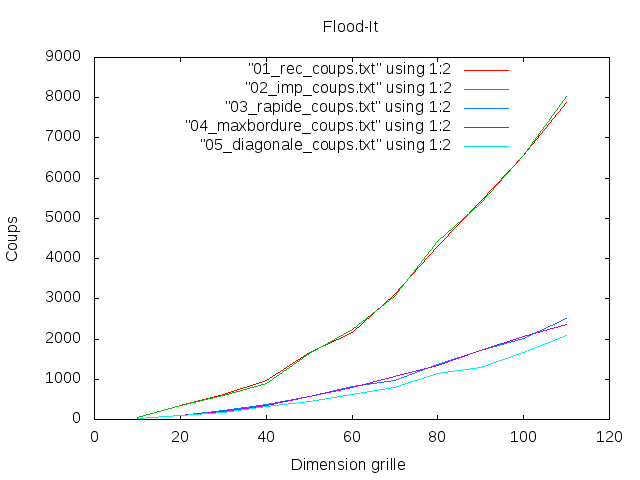 Flood-It
"01_rec_coups.txt" using 1:2
"02_imp_coups.txt" using 1:2
"03_rapide_coups.txt" using 1:2
"04_maxbordure_coups.txt" using 1:2
"05_diagonale_coups.txt" using 1:2
9000
8000
7000
6000
5000
4000
3000
2000
1000
0
Coups
0 20 40 60 80 100 120
Dimension grille